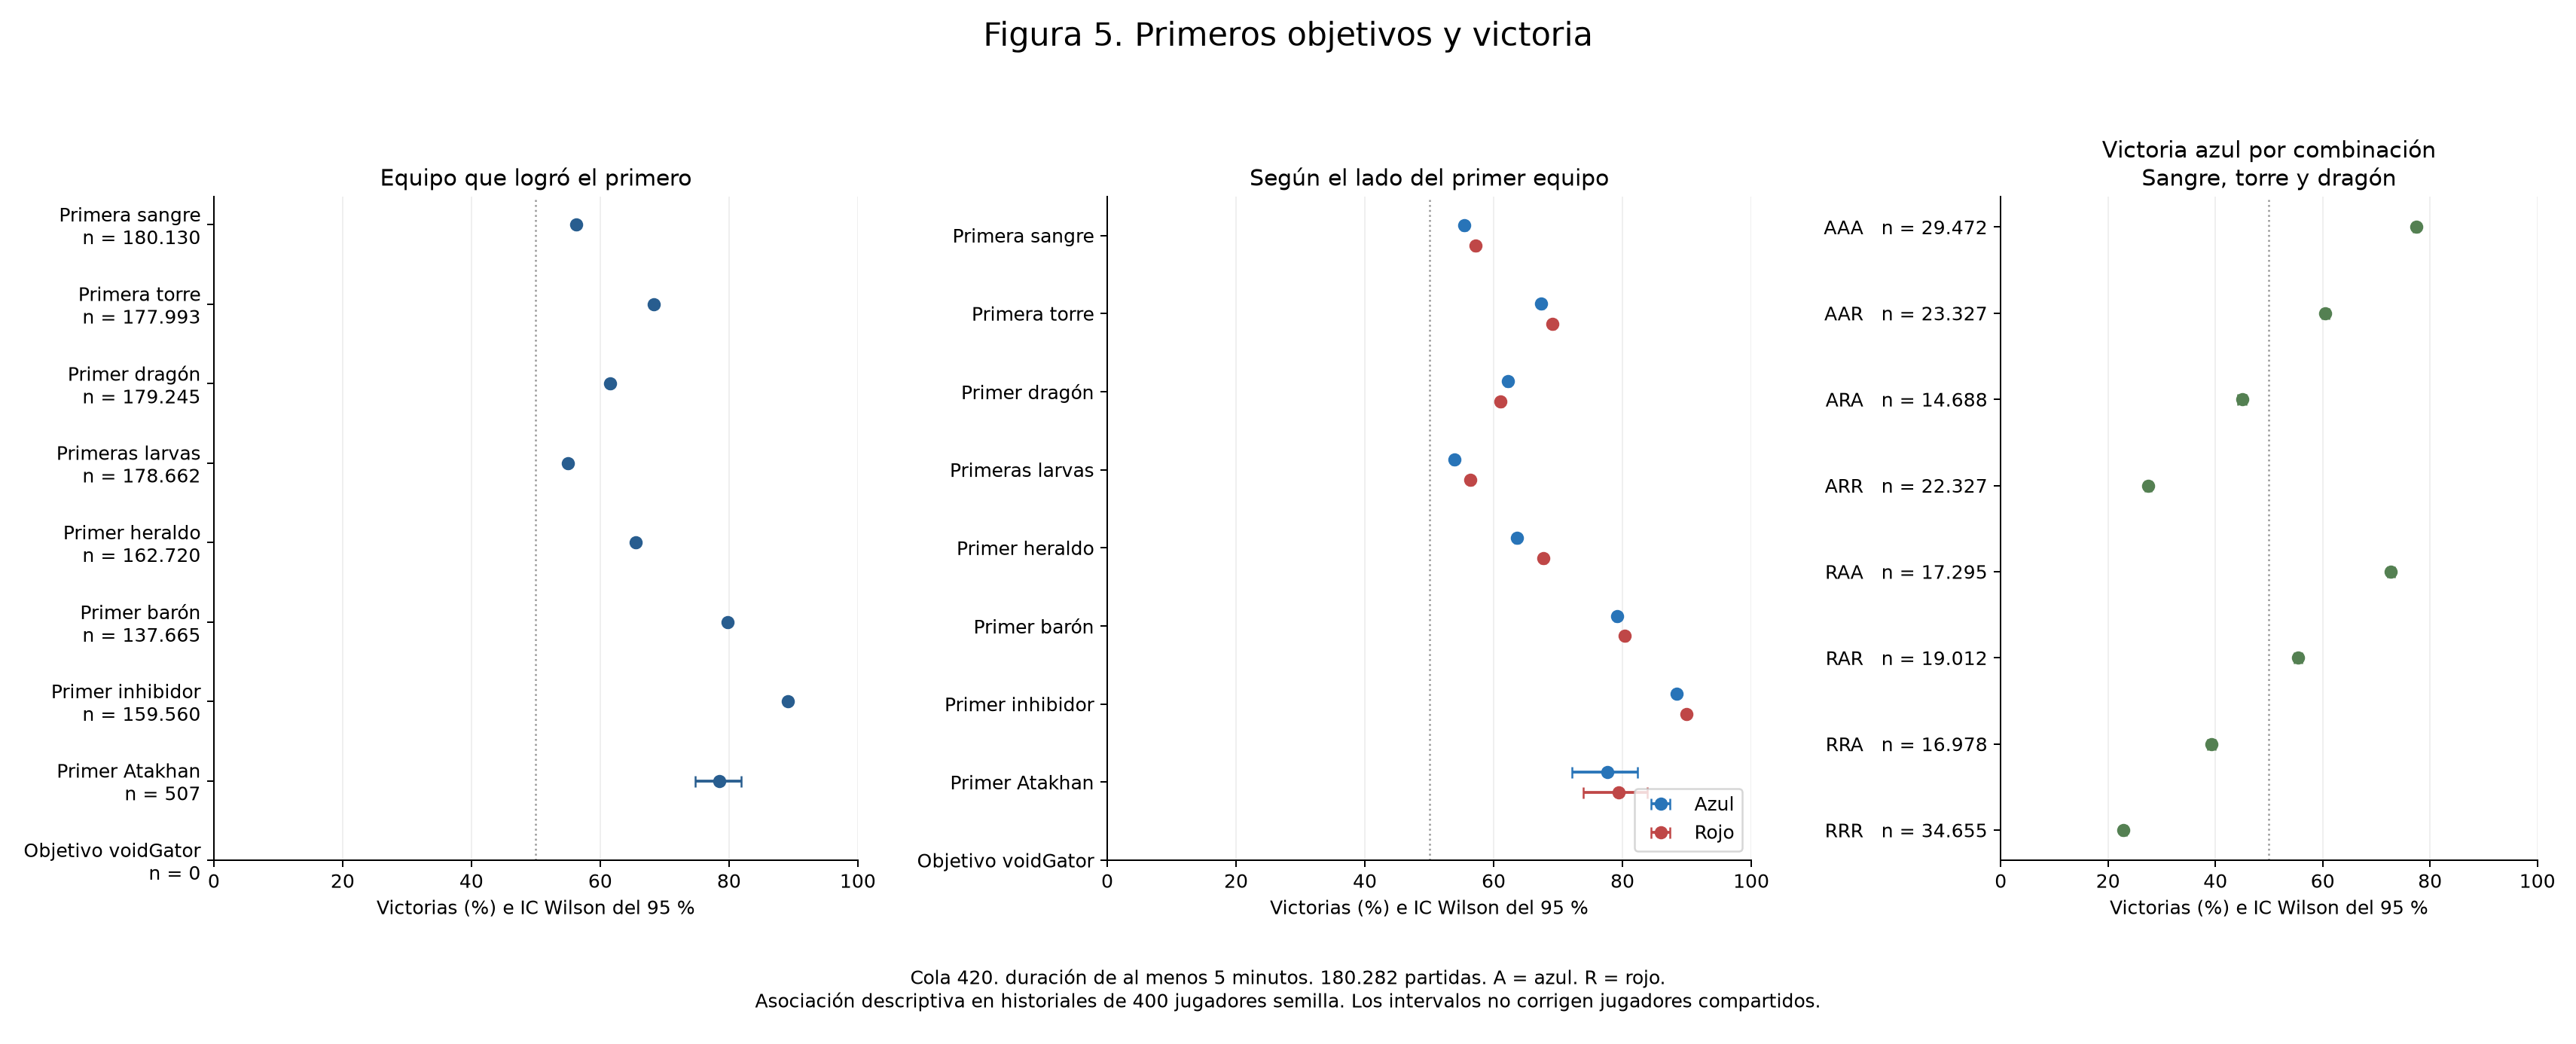 Figura 5. Primeros objetivos y victoria
Equipo que logró el primero
Primera sangre
n = 180.130
Primera torre
n = 177.993
Primer dragón
n = 179.245
Primeras larvas
n = 178.662
Primer heraldo
n = 162.720
Primer barón
n = 137.665
Primer inhibidor
n = 159.560
Primer Atakhan
n = 507
Objetivo voidGator
n = 0
0 20 40 60 80 100
Victorias (%) e IC Wilson del 95 %
Según el lado del primer equipo
Primera sangre
Primera torre
Primer dragón
Primeras larvas
Primer heraldo
Primer barón
Primer inhibidor
Primer Atakhan
Objetivo voidGator
Azul
Rojo
0 20 40 60 80 100
Victorias (%) e IC Wilson del 95 %
Victoria azul por combinación
Sangre, torre y dragón
AAA n = 29.472
AAR n = 23.327
ARA n = 14.688
ARR n = 22.327
RAA n = 17.295
RAR n = 19.012
RRA n = 16.978
RRR n = 34.655
0 20 40 60 80 100
Victorias (%) e IC Wilson del 95 %
Cola 420. duración de al menos 5 minutos. 180.282 partidas. A = azul. R = rojo.
Asociación descriptiva en historiales de 400 jugadores semilla. Los intervalos no corrigen jugadores compartidos.